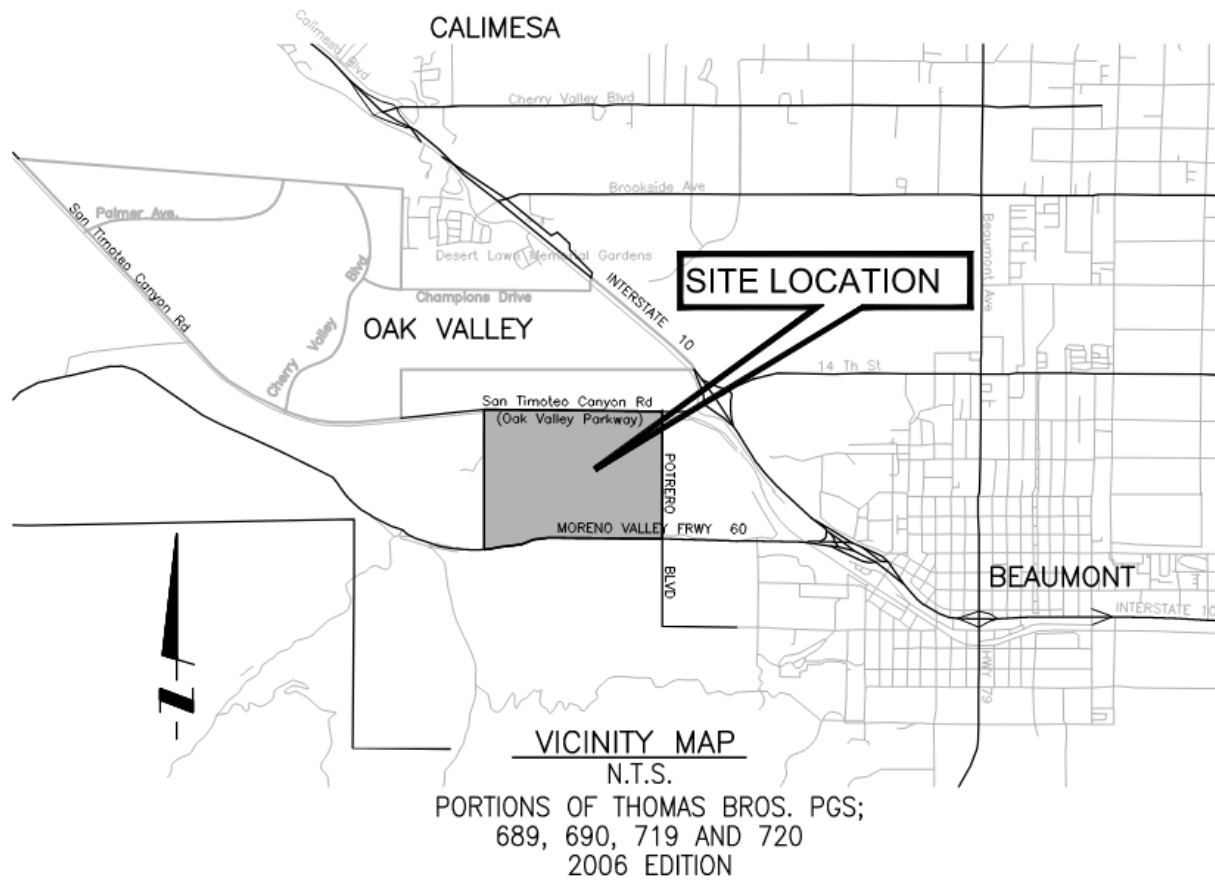 CALIMESA
Calimesa Blvd
Cherry Valley Blvd
Brookside Ave
Palmer Ave.
San Timoteo Canyon Rd
Beaumont Ave
Desert Lawn Memorial Gardens
SITE LOCATION
Champions Drive
INTERSTATE 10
Cherry Valley Blvd
OAK VALLEY
14 Th St
San Timoteo Canyon Rd
(Oak Valley Parkway)
POTRERO
MORENO VALLEY FRWY 60
BLVD
BEAUMONT
INTERSTATE 10
HWY 79
N
VICINITY MAP
N.T.S.
PORTIONS OF THOMAS BROS. PGS;
689, 690, 719 AND 720
2006 EDITION